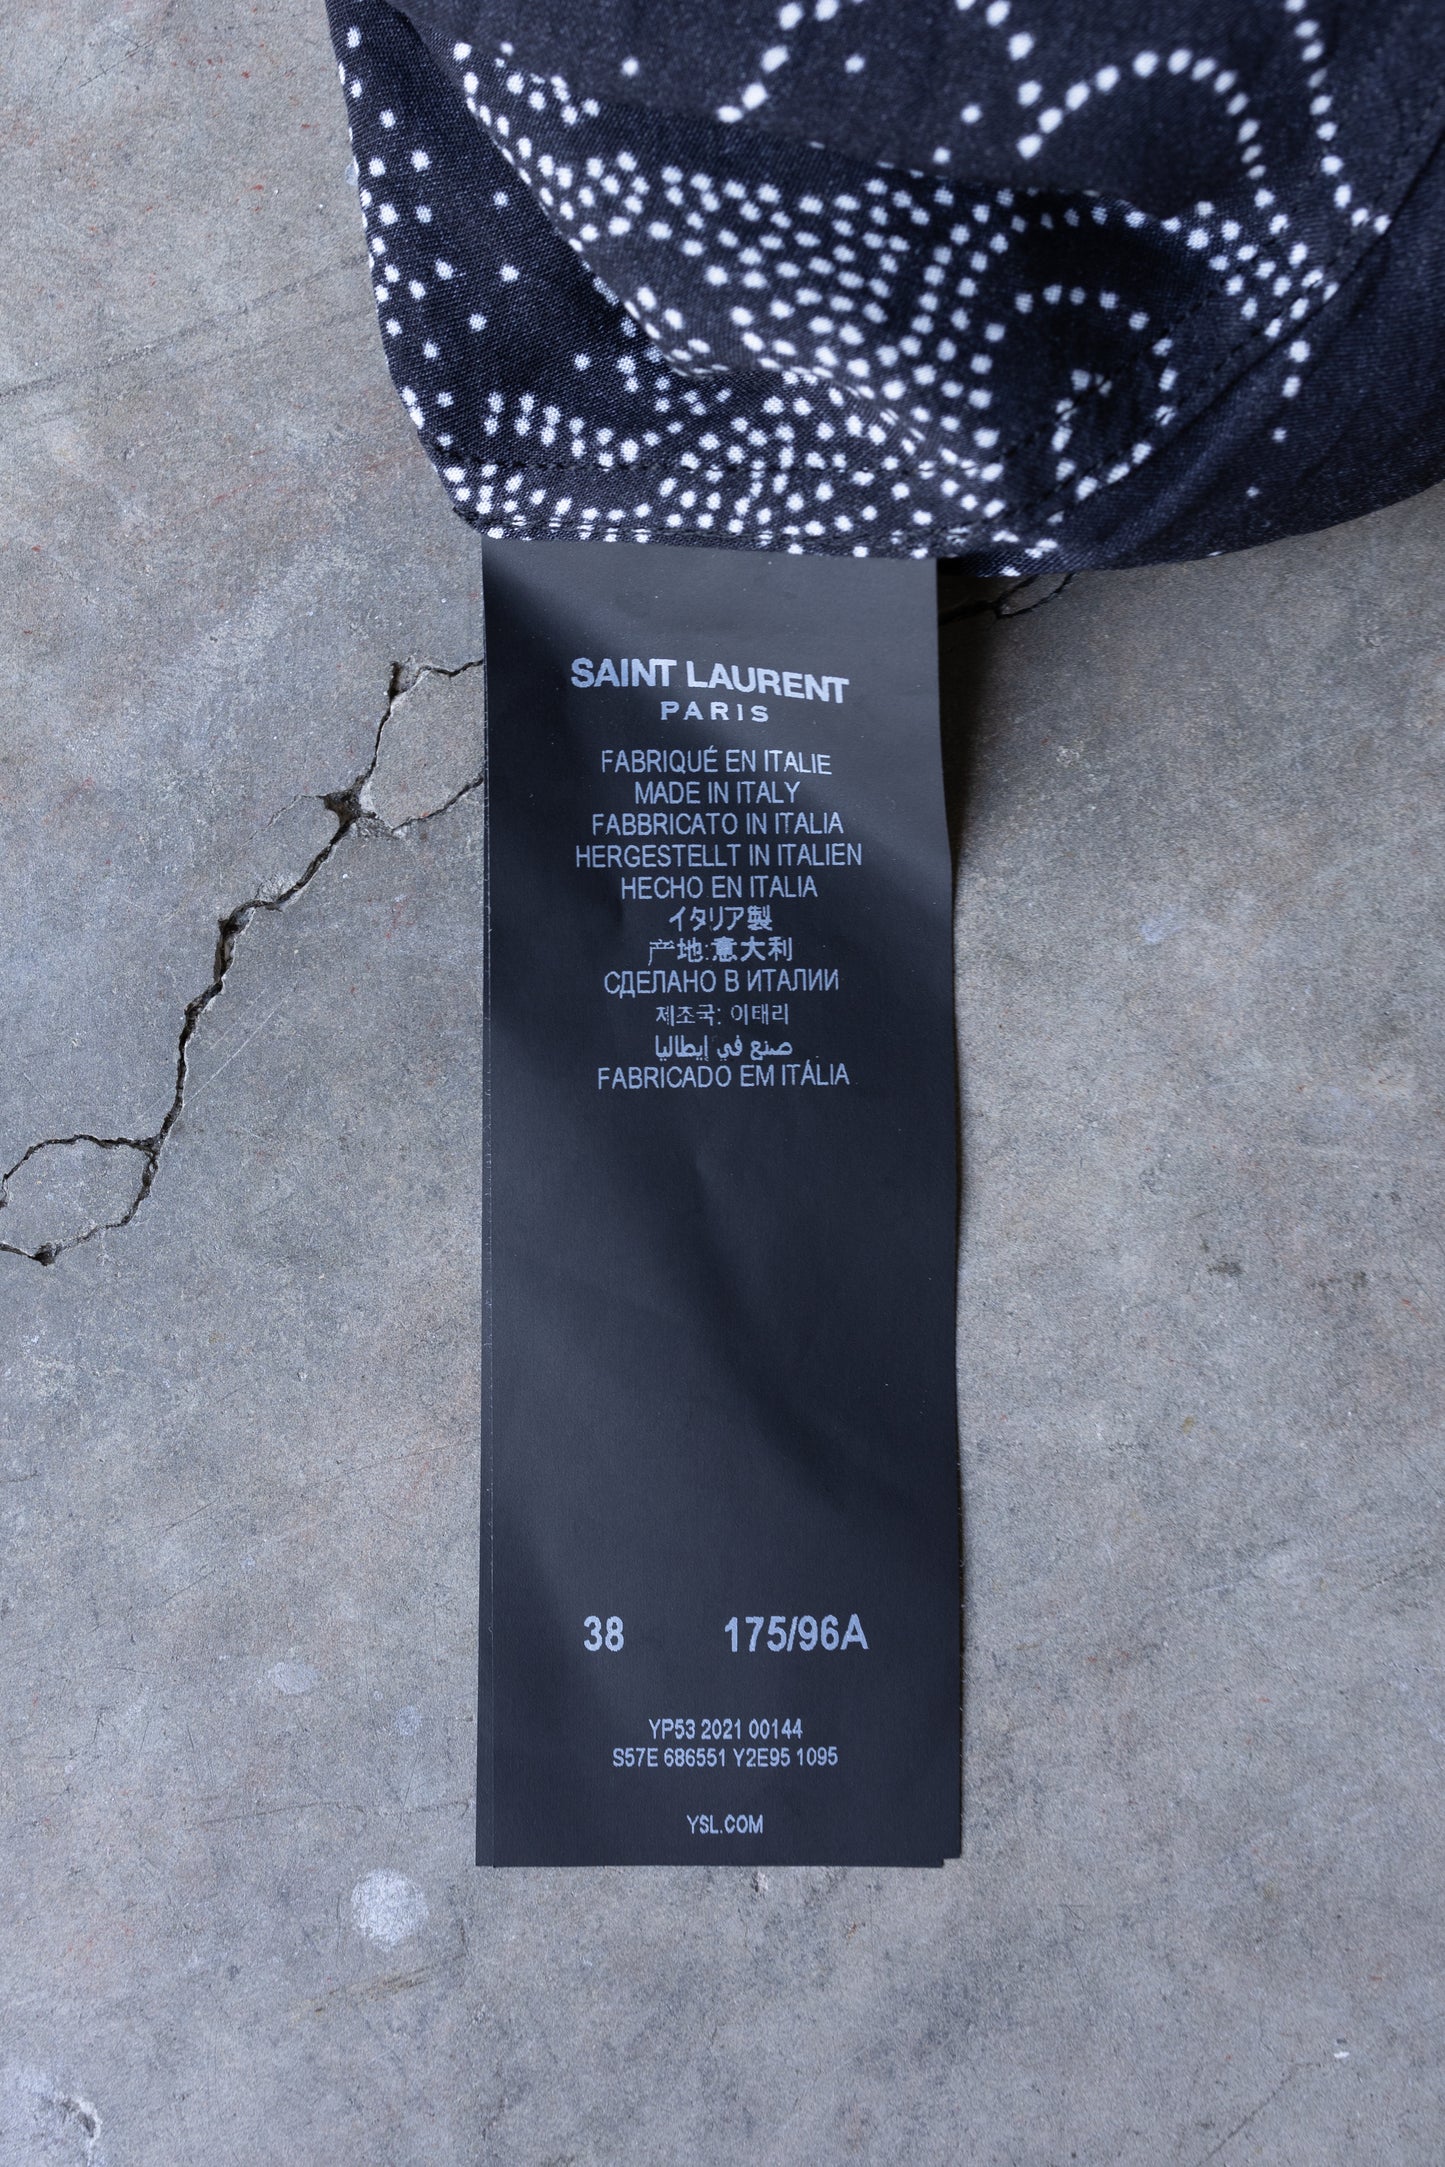 SAINT LAURENT
PARIS
FABRIQUÉ EN ITALIE
MADE IN ITALY
FABBRICATO IN ITALIA
HERGESTELLT IN ITALIEN
HECHO EN ITALIA
イタリア製
产地:意大利
СДЕЛАНО В ИТАЛИИ
제조국: 이태리
صنع في إيطاليا
FABRICADO EM ITÁLIA
38 175/96A
YP53 2021 00144
S57E 686551 Y2E95 1095
YSL.COM